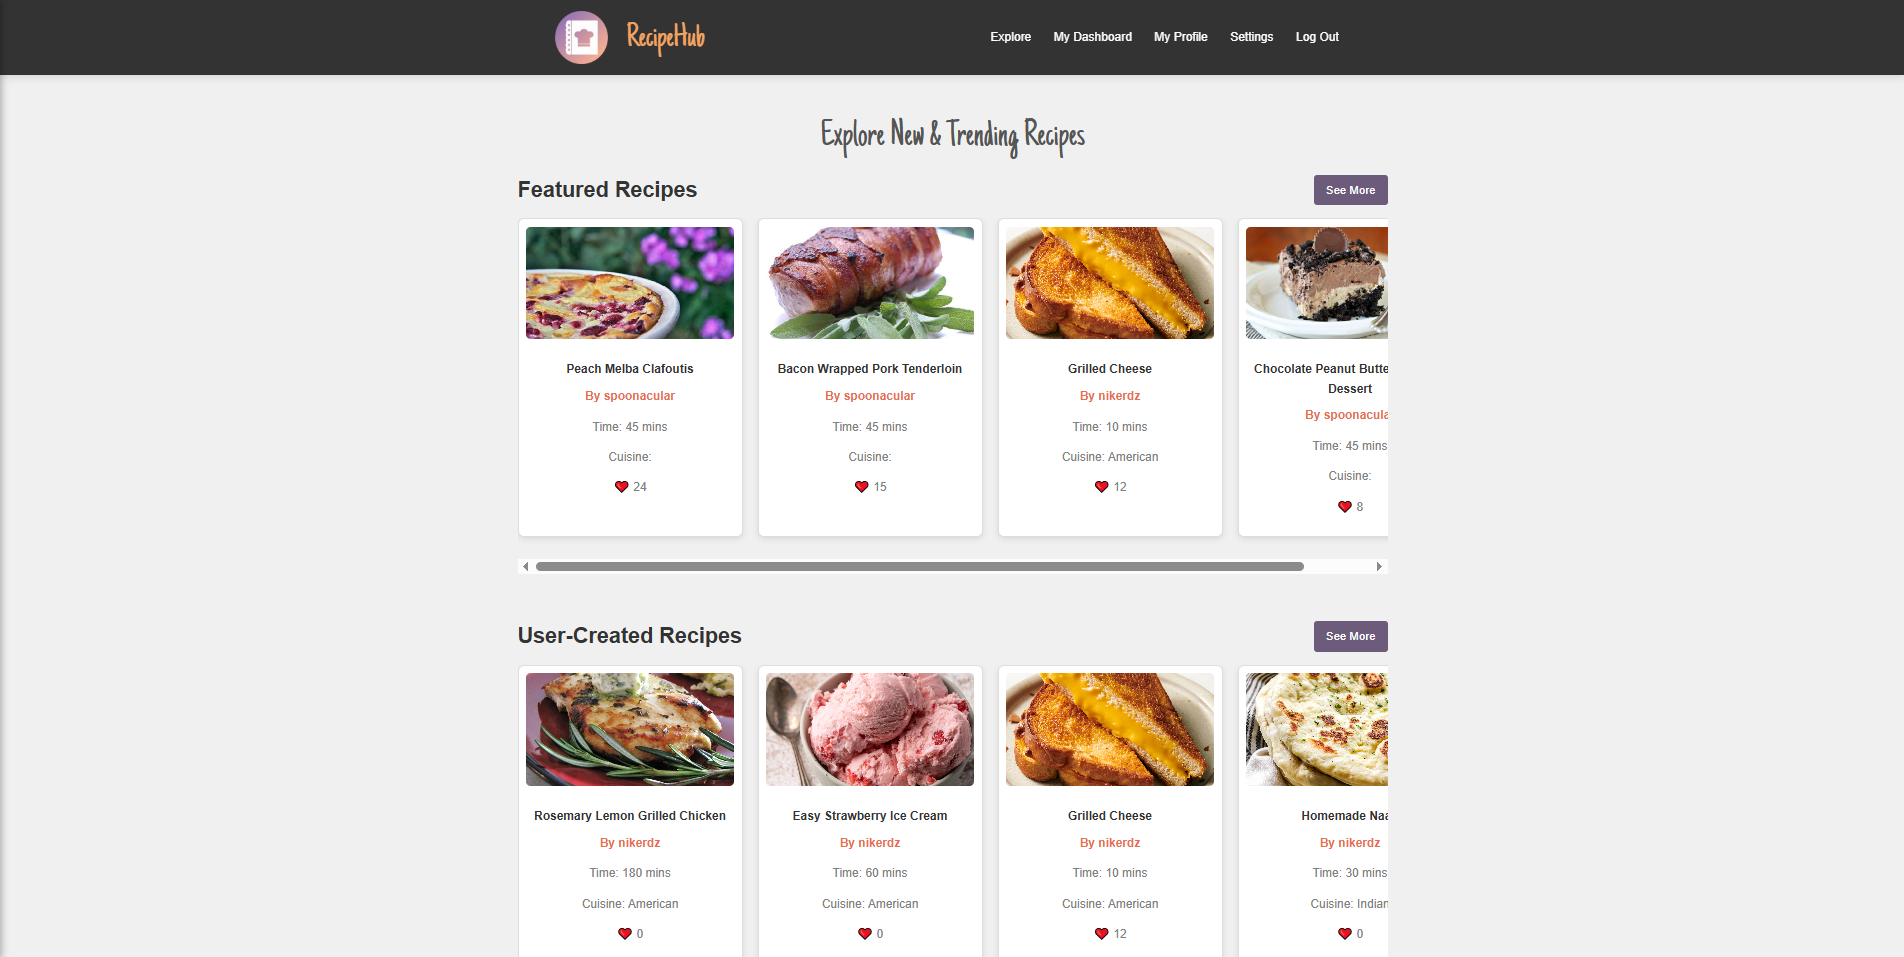 RecipeHub
Explore My Dashboard My Profile Settings Log Out
Explore New & Trending Recipes
Featured Recipes
See More
Peach Melba Clafoutis
By spoonacular
Time: 45 mins
Cuisine:
24
Bacon Wrapped Pork Tenderloin
By spoonacular
Time: 45 mins
Cuisine:
15
Grilled Cheese
By nikerdz
Time: 10 mins
Cuisine: American
12
Chocolate Peanut Butte
Dessert
By spoonacula
Time: 45 mins
Cuisine:
8
User-Created Recipes
See More
Rosemary Lemon Grilled Chicken
By nikerdz
Time: 180 mins
Cuisine: American
0
Easy Strawberry Ice Cream
By nikerdz
Time: 60 mins
Cuisine: American
0
Grilled Cheese
By nikerdz
Time: 10 mins
Cuisine: American
12
Homemade Naa
By nikerdz
Time: 30 mins
Cuisine: Indian
0